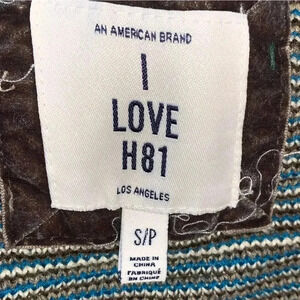 AN AMERICAN BRAND
I
LOVE
H81
LOS ANGELES
S/P
MADE IN
CHINA
FABRIQUÉ
EN CHINE